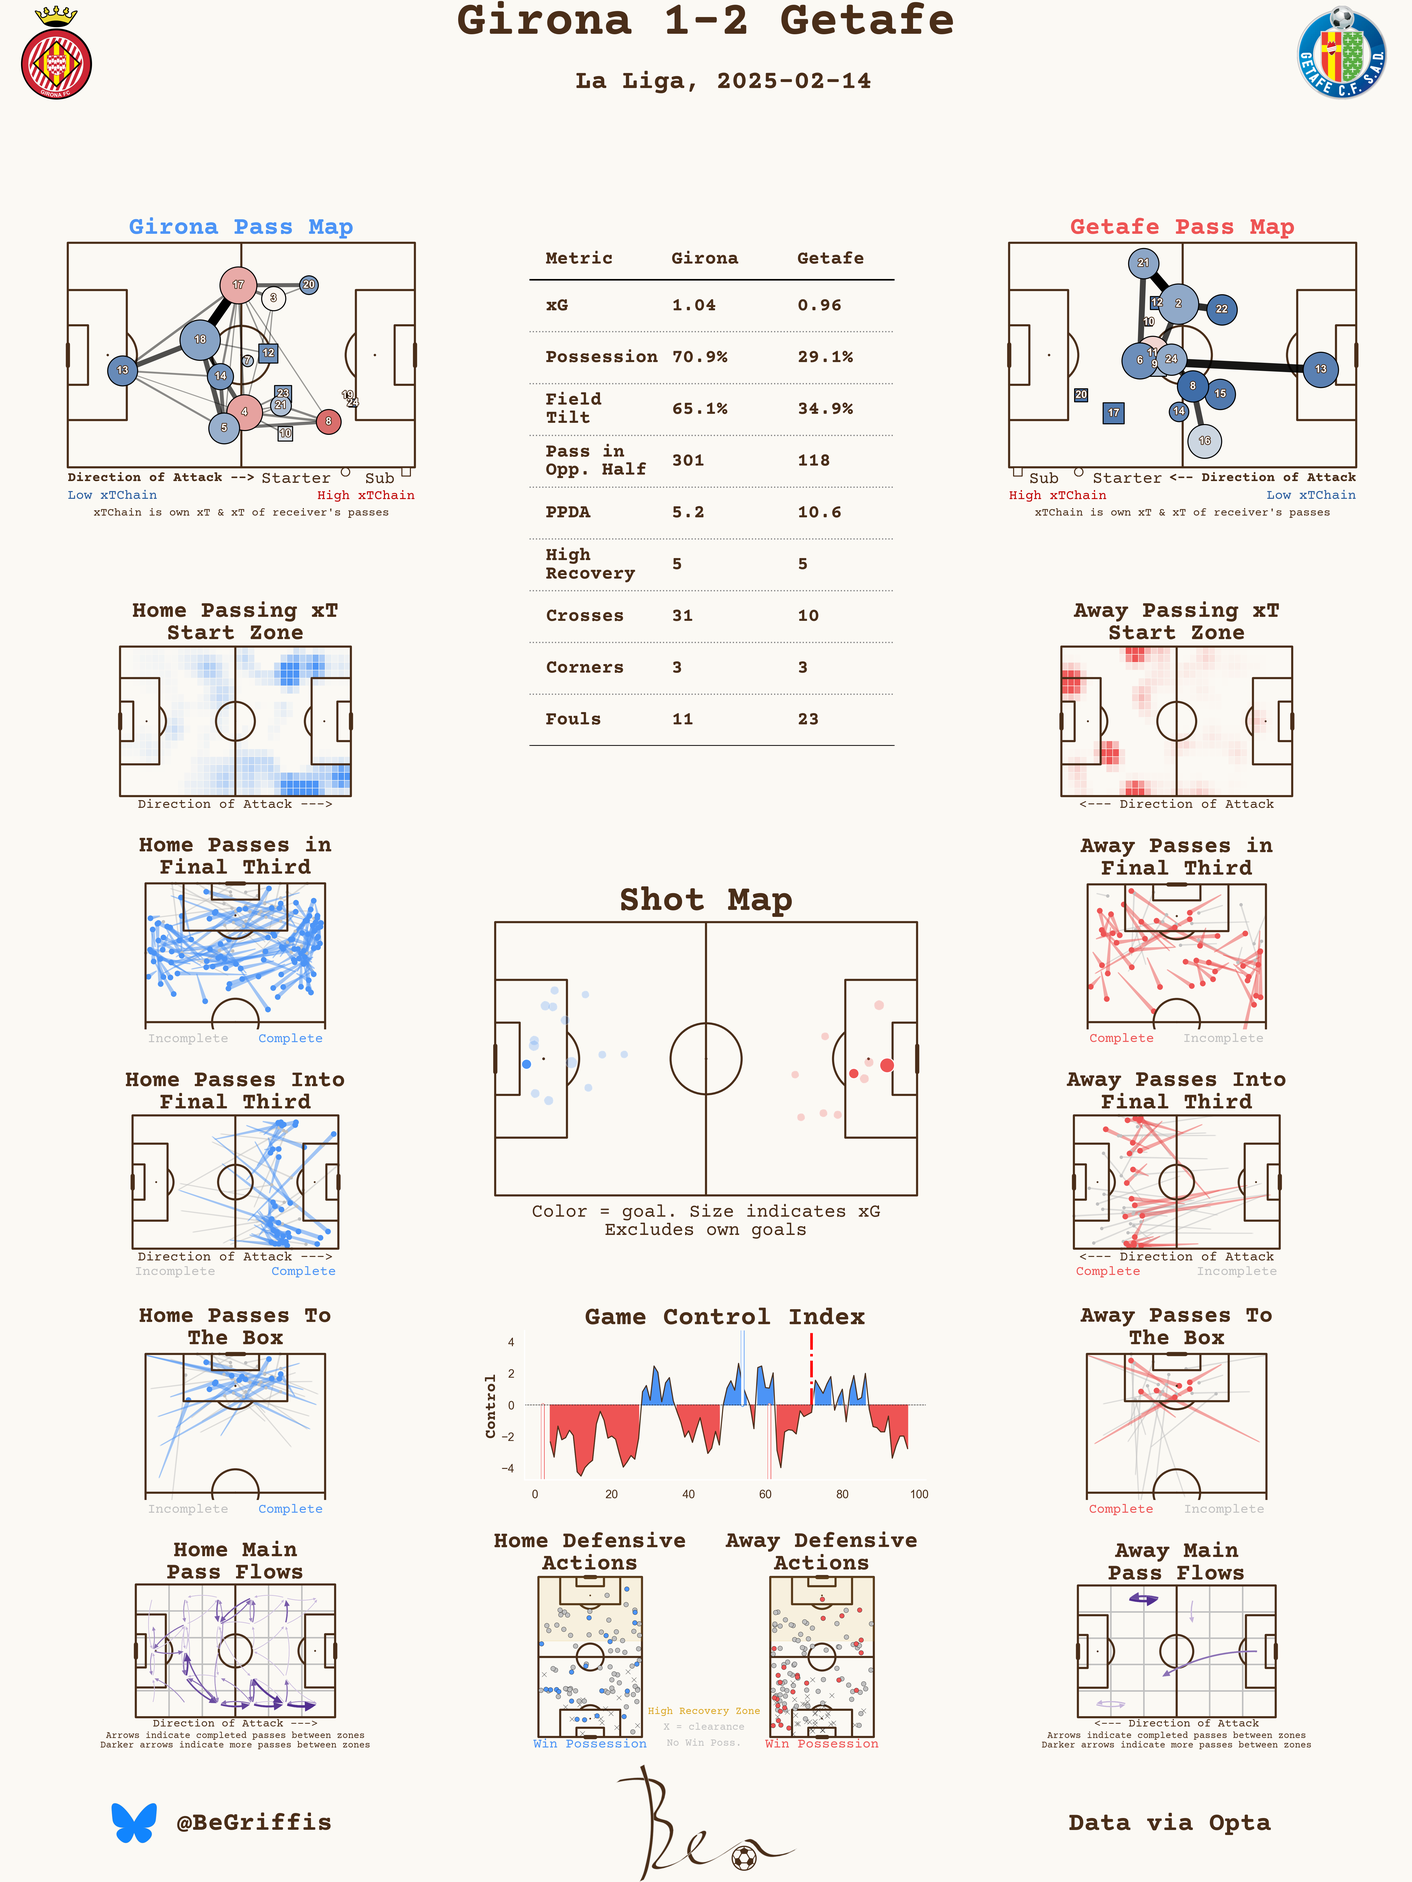 Girona 1-2 Getafe
La Liga, 2025-02-14
GIRONA FC
GETAFE C.F. S.A.D.
Girona Pass Map
17
20
3
18
7
12
13
14
23
21
19
24
4
5
8
10
Direction of Attack --> Starter Sub
Low xTChain High xTChain
xTChain is own xT & xT of receiver's passes
Metric Girona Getafe
xG 1.04 0.96
Possession 70.9% 29.1%
Field
Tilt 65.1% 34.9%
Pass in
Opp. Half 301 118
PPDA 5.2 10.6
High
Recovery 5 5
Crosses 31 10
Corners 3 3
Fouls 11 23
Getafe Pass Map
21
12
2
22
10
11
6
9
24
13
8
15
20
17
14
16
Sub Starter <-- Direction of Attack
High xTChain Low xTChain
xTChain is own xT & xT of receiver's passes
Home Passing xT
Start Zone
Direction of Attack --->
Away Passing xT
Start Zone
<--- Direction of Attack
Home Passes in
Final Third
Incomplete Complete
Away Passes in
Final Third
Complete Incomplete
Shot Map
Color = goal. Size indicates xG
Excludes own goals
Home Passes Into
Final Third
Direction of Attack --->
Incomplete Complete
Away Passes Into
Final Third
<--- Direction of Attack
Complete Incomplete
Home Passes To
The Box
Incomplete Complete
Game Control Index
Control
4
2
0
−2
−4
0 20 40 60 80 100
Away Passes To
The Box
Complete Incomplete
Home Main
Pass Flows
Direction of Attack --->
Arrows indicate completed passes between zones
Darker arrows indicate more passes between zones
Home Defensive
Actions
Win Possession
Away Defensive
Actions
Win Possession
High Recovery Zone
X = clearance
No Win Poss.
Away Main
Pass Flows
<--- Direction of Attack
Arrows indicate completed passes between zones
Darker arrows indicate more passes between zones
@BeGriffis
Ben
Data via Opta